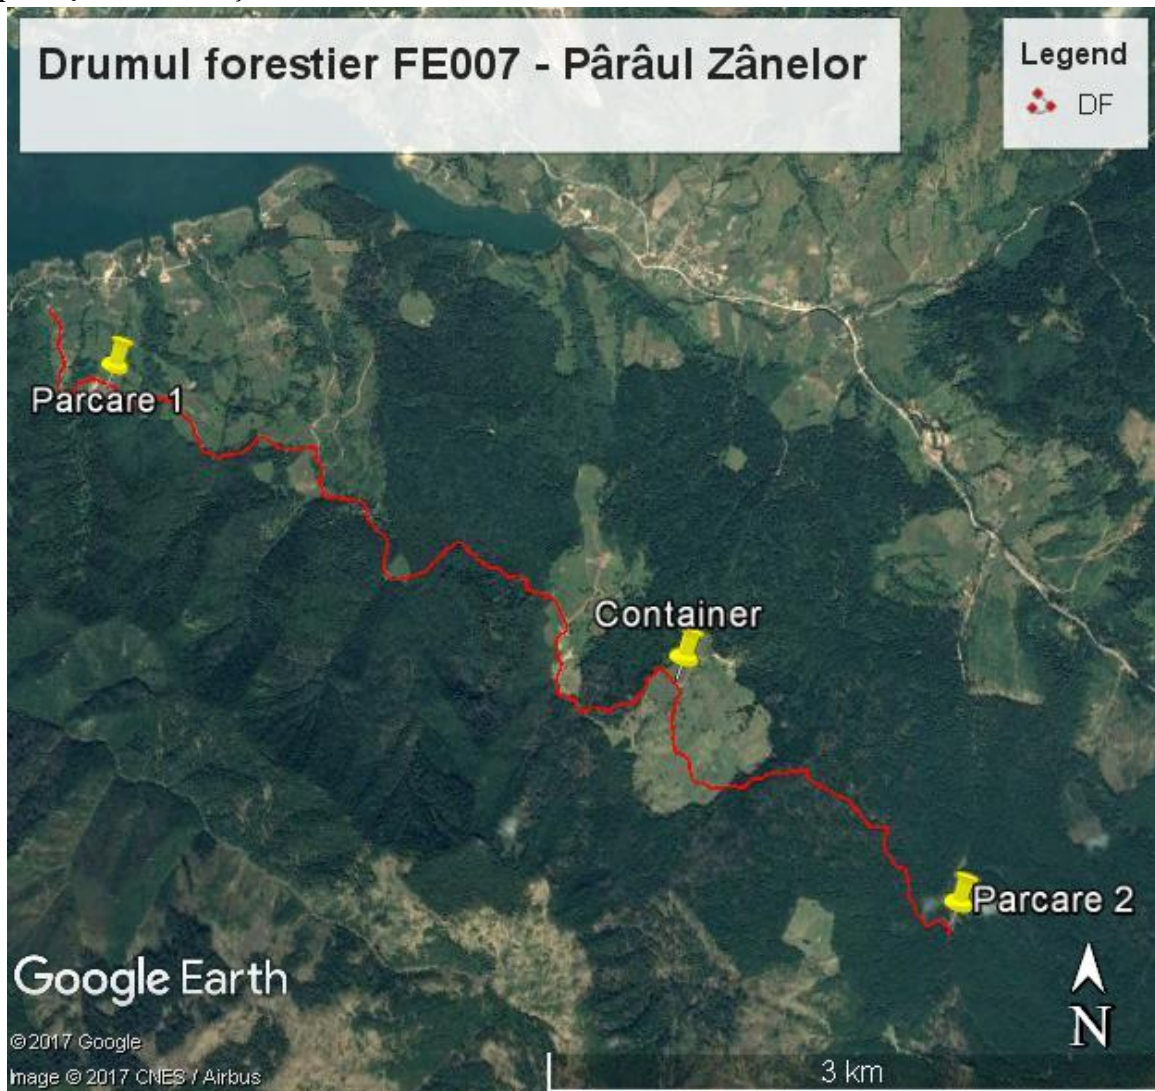 Drumul forestier FE007 - Pârâul Zânelor
Legend
DF
Parcare 1
Container
Parcare 2
Google Earth
N
©2017 Google
Image © 2017 CNES / Airbus
3 km